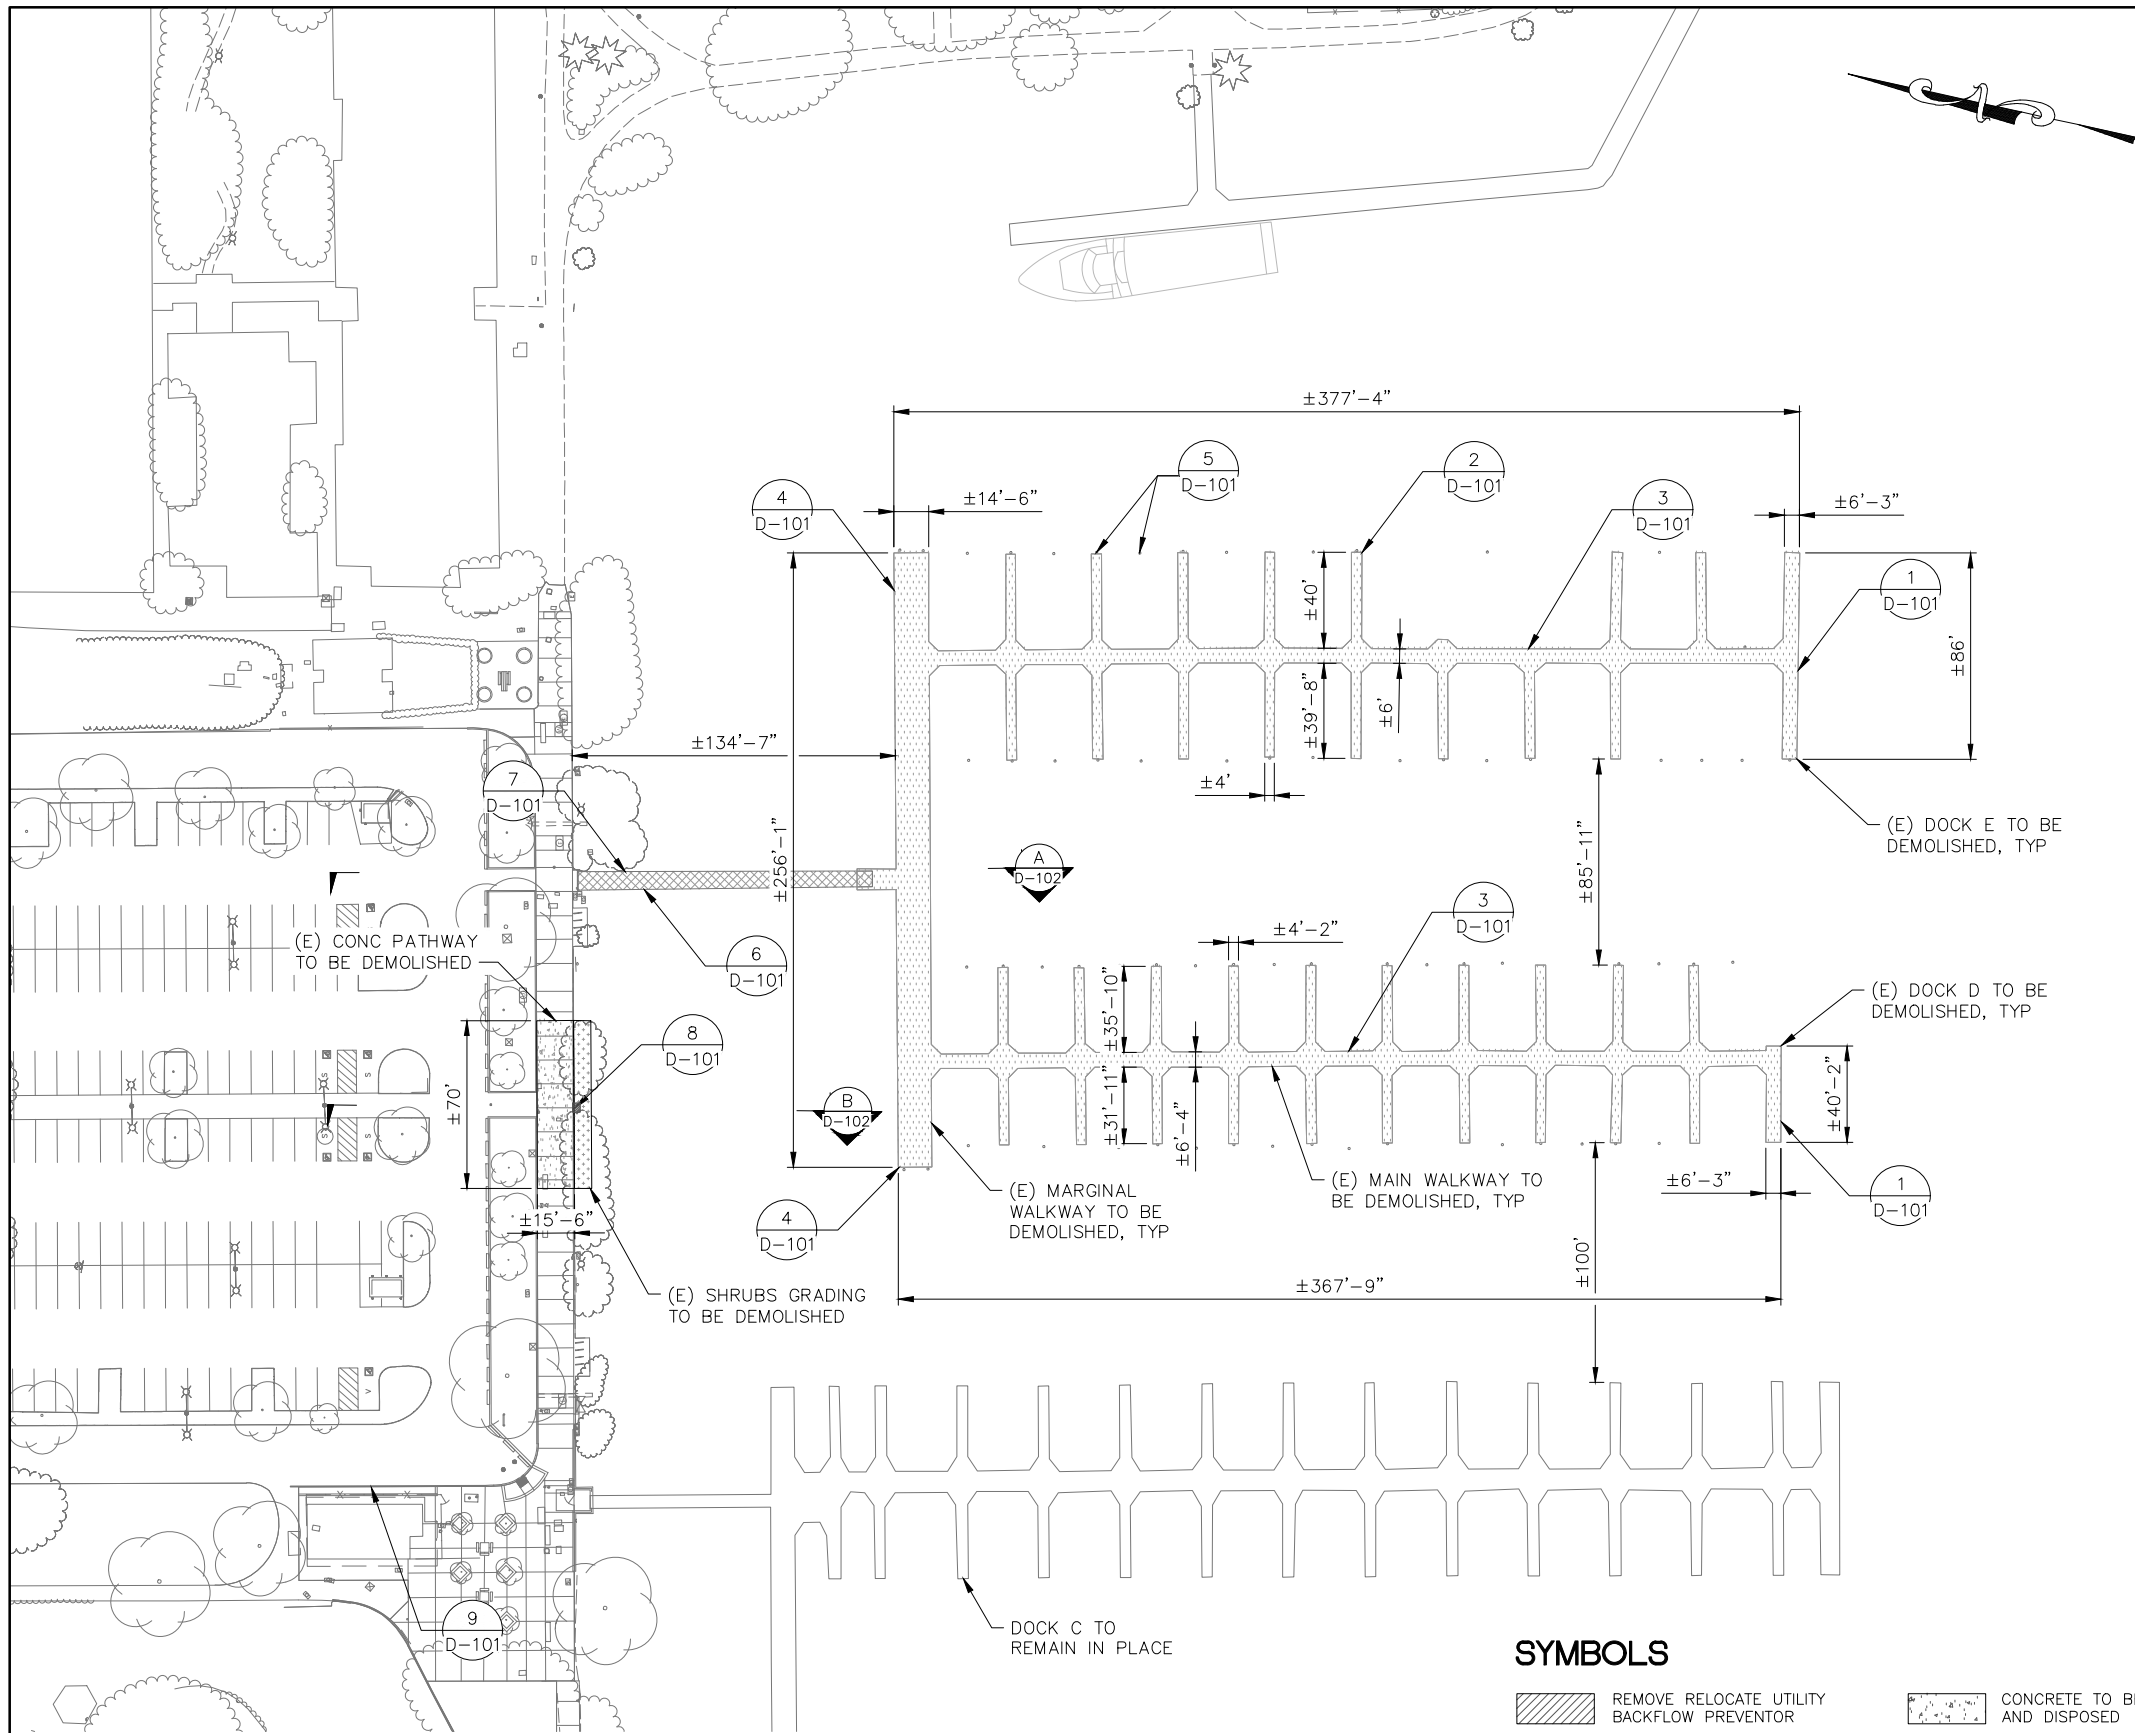 ±377'-4"
5
D-101
2
D-101
4
D-101
±14'-6"
3
D-101
±6'-3"
1
D-101
±40'
±86'
±39'-8"
±6'
±134'-7"
7
D-101
±4'
±256'-1"
(E) DOCK E TO BE
DEMOLISHED, TYP
A
D-102
±85'-11"
3
D-101
(E) CONC PATHWAY
TO BE DEMOLISHED
6
D-101
±4'-2"
(E) DOCK D TO BE
DEMOLISHED, TYP
±35'-10"
8
D-101
±70'
B
D-102
±31'-11"
±6'-4"
±40'-2"
(E) MARGINAL
WALKWAY TO BE
DEMOLISHED, TYP
(E) MAIN WALKWAY TO
BE DEMOLISHED, TYP
±6'-3"
1
D-101
±15'-6"
4
D-101
±100'
±367'-9"
(E) SHRUBS GRADING
TO BE DEMOLISHED
9
D-101
DOCK C TO
REMAIN IN PLACE
SYMBOLS
REMOVE RELOCATE UTILITY
BACKFLOW PREVENTOR
CONCRETE TO
AND DISPOSED